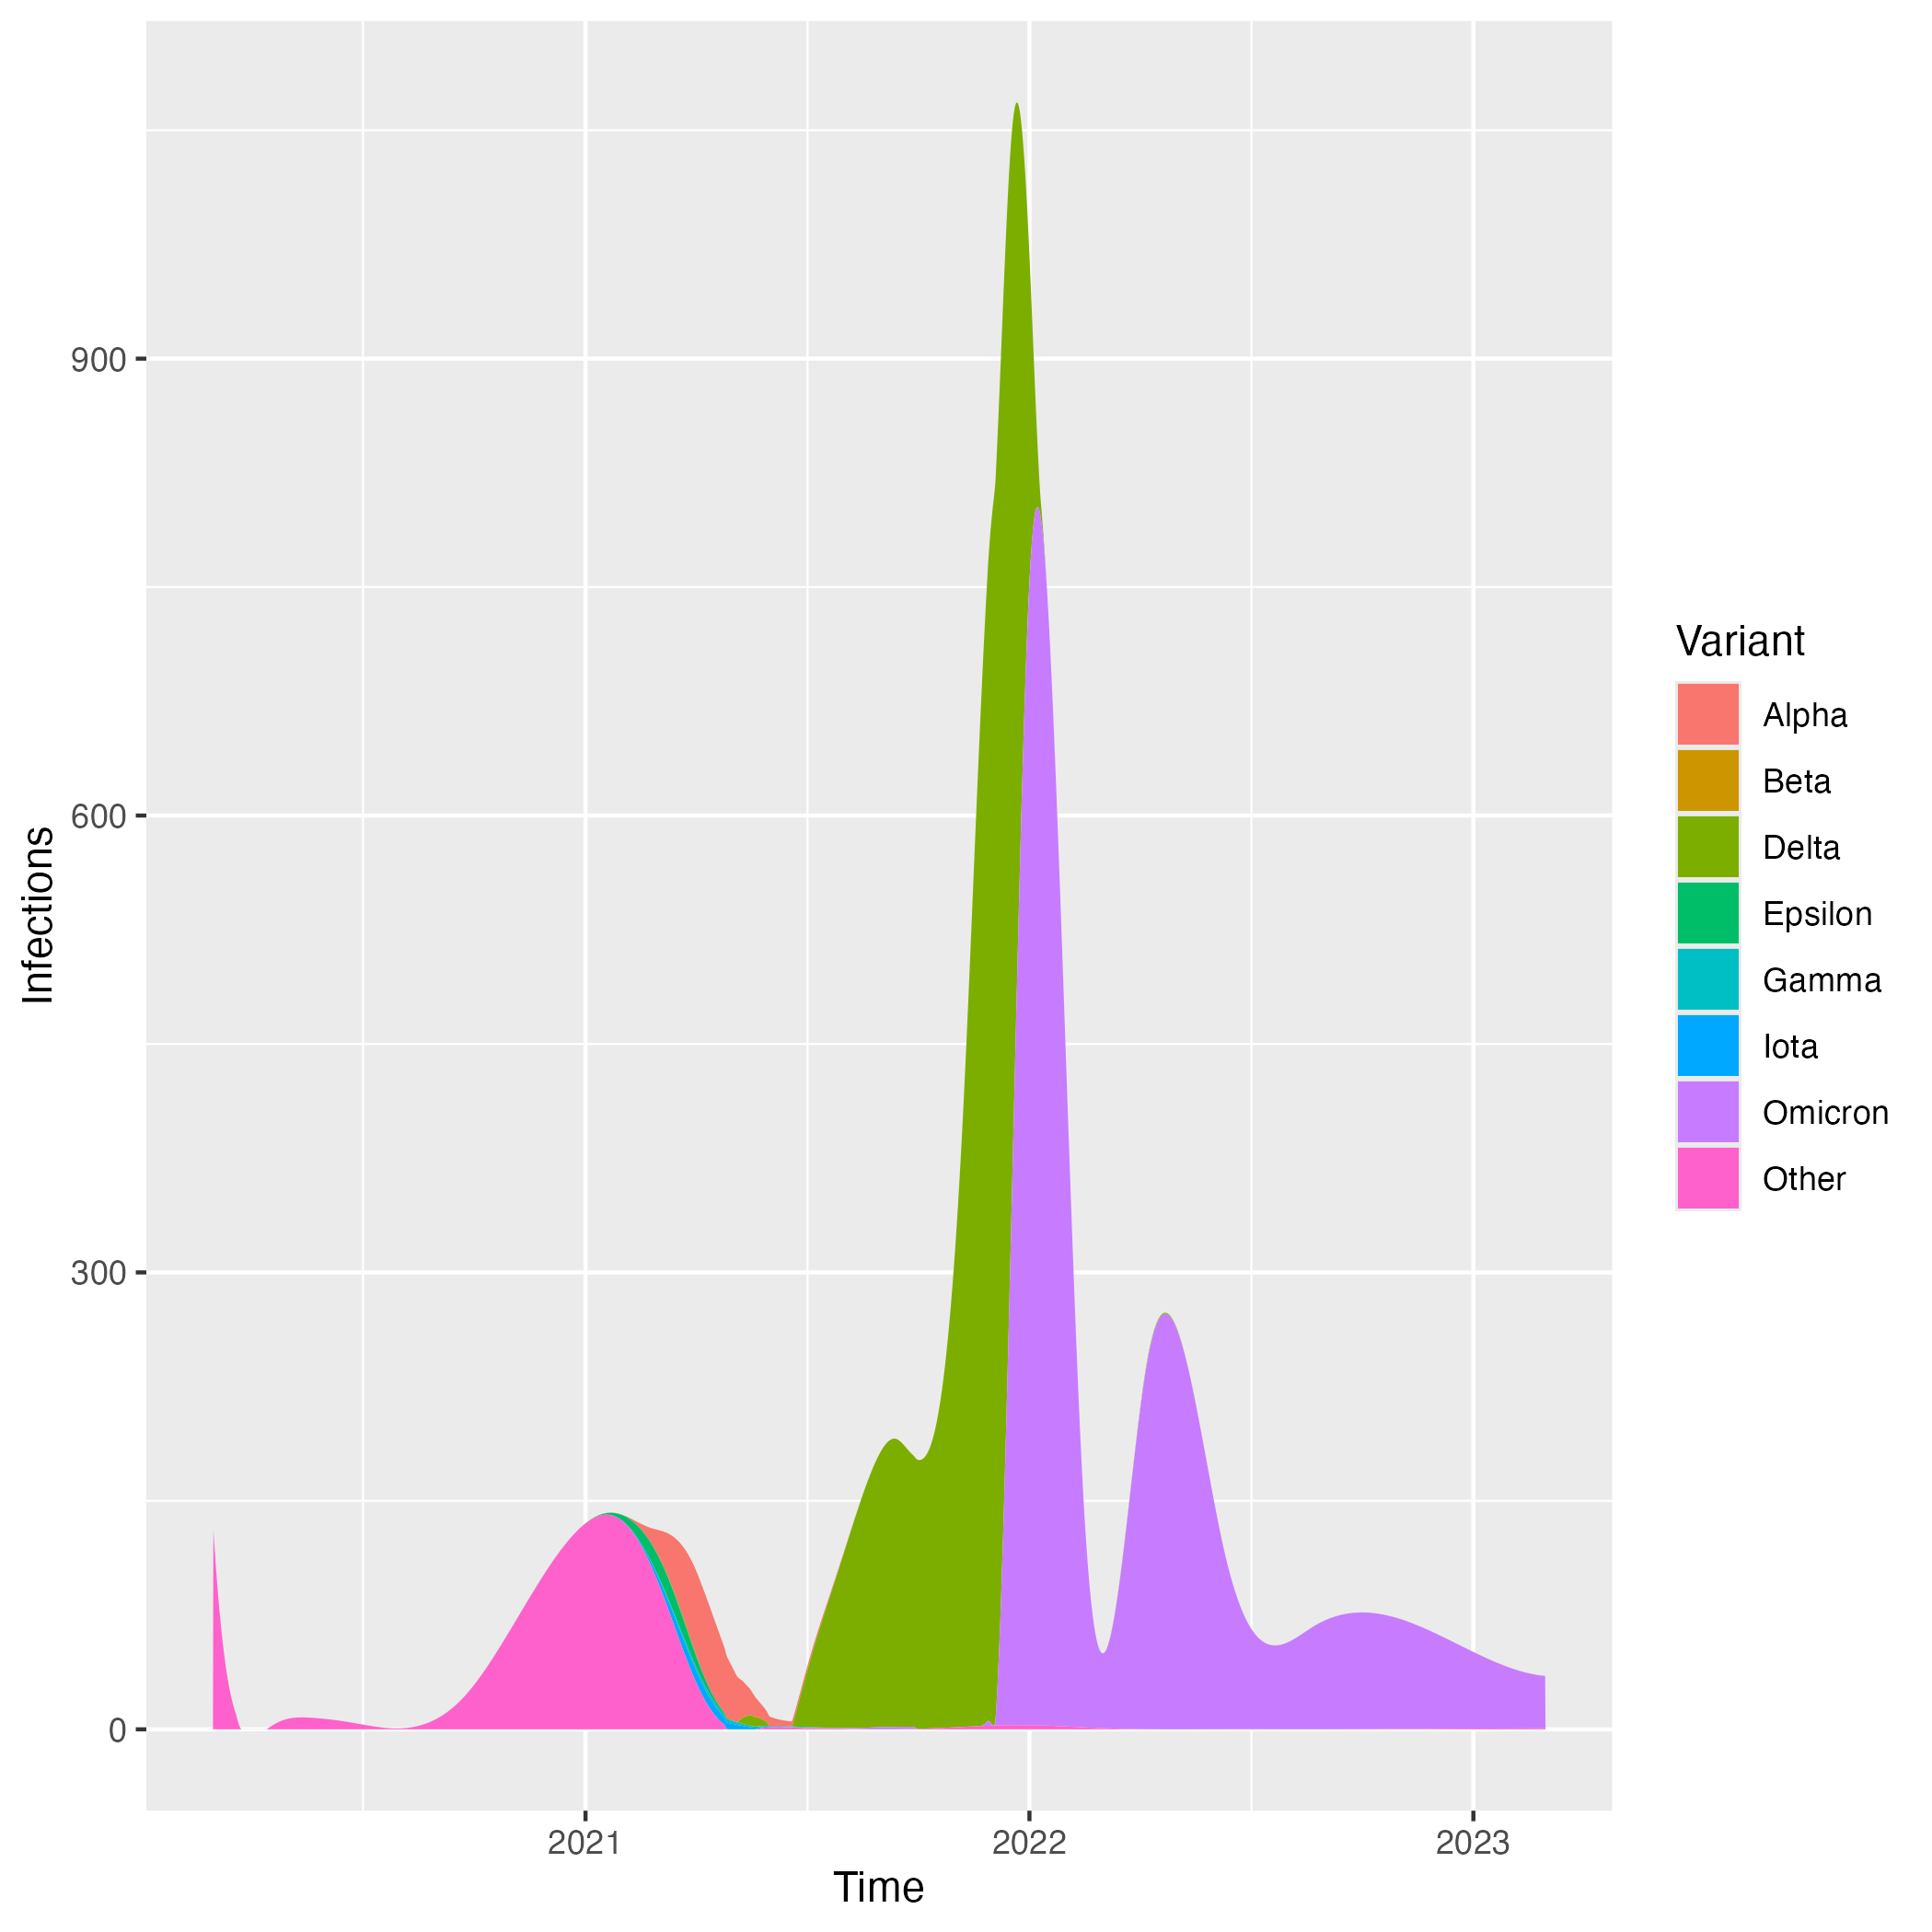 Infections
900
600
300
0
2021
2022
2023
Time
Variant
Alpha
Beta
Delta
Epsilon
Gamma
Iota
Omicron
Other